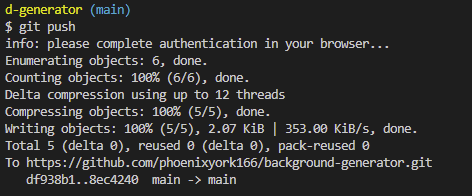 d-generator (main)
$ git push
info: please complete authentication in your browser...
Enumerating objects: 6, done.
Counting objects: 100% (6/6), done.
Delta compression using up to 12 threads
Compressing objects: 100% (5/5), done.
Writing objects: 100% (5/5), 2.07 KiB | 353.00 KiB/s, done.
Total 5 (delta 0), reused 0 (delta 0), pack-reused 0
To https://github.com/phoenixyork166/background-generator.git
   df938b1..8ec4240  main -> main